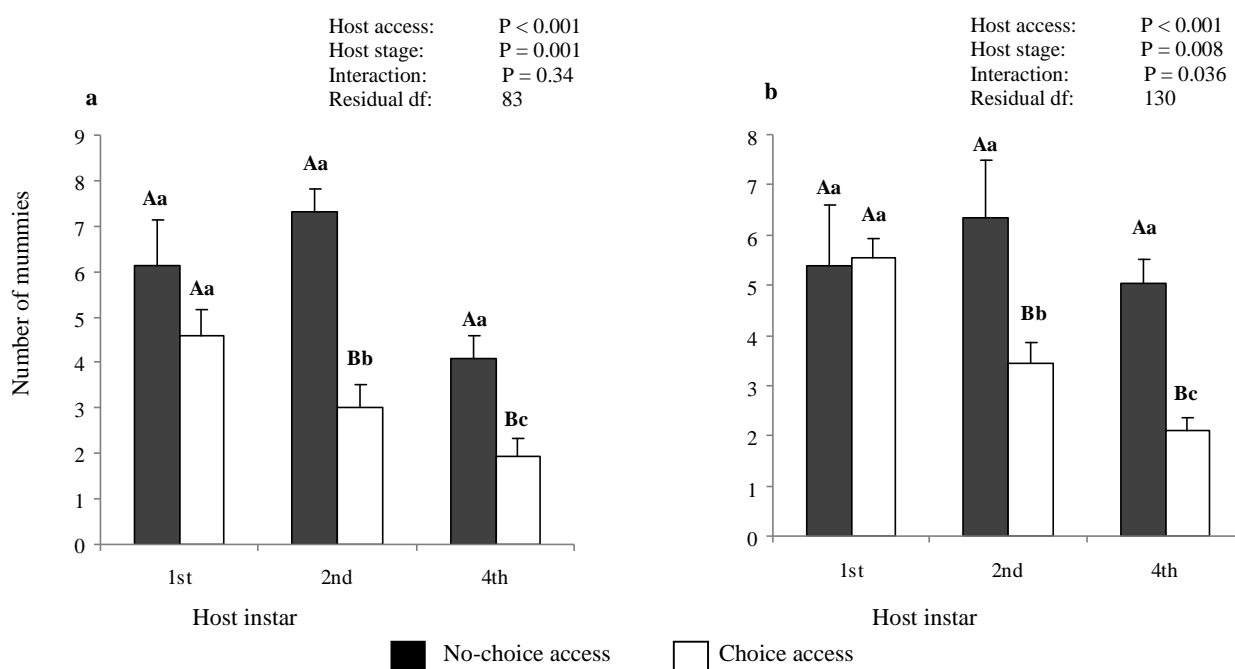 Host access: P < 0.001
Host stage: P = 0.001
Interaction: P = 0.34
Residual df: 83
a
Number of mummies
9
8
7
6
5
4
3
2
1
0
Aa
Aa
Aa
Bb
Aa
Bc
1st 2nd 4th
Host instar
Host access: P < 0.001
Host stage: P = 0.008
Interaction: P = 0.036
Residual df: 130
b
8
7
6
5
4
3
2
1
0
Aa
Aa
Aa
Bb
Aa
Bc
1st 2nd 4th
Host instar
No-choice access Choice access